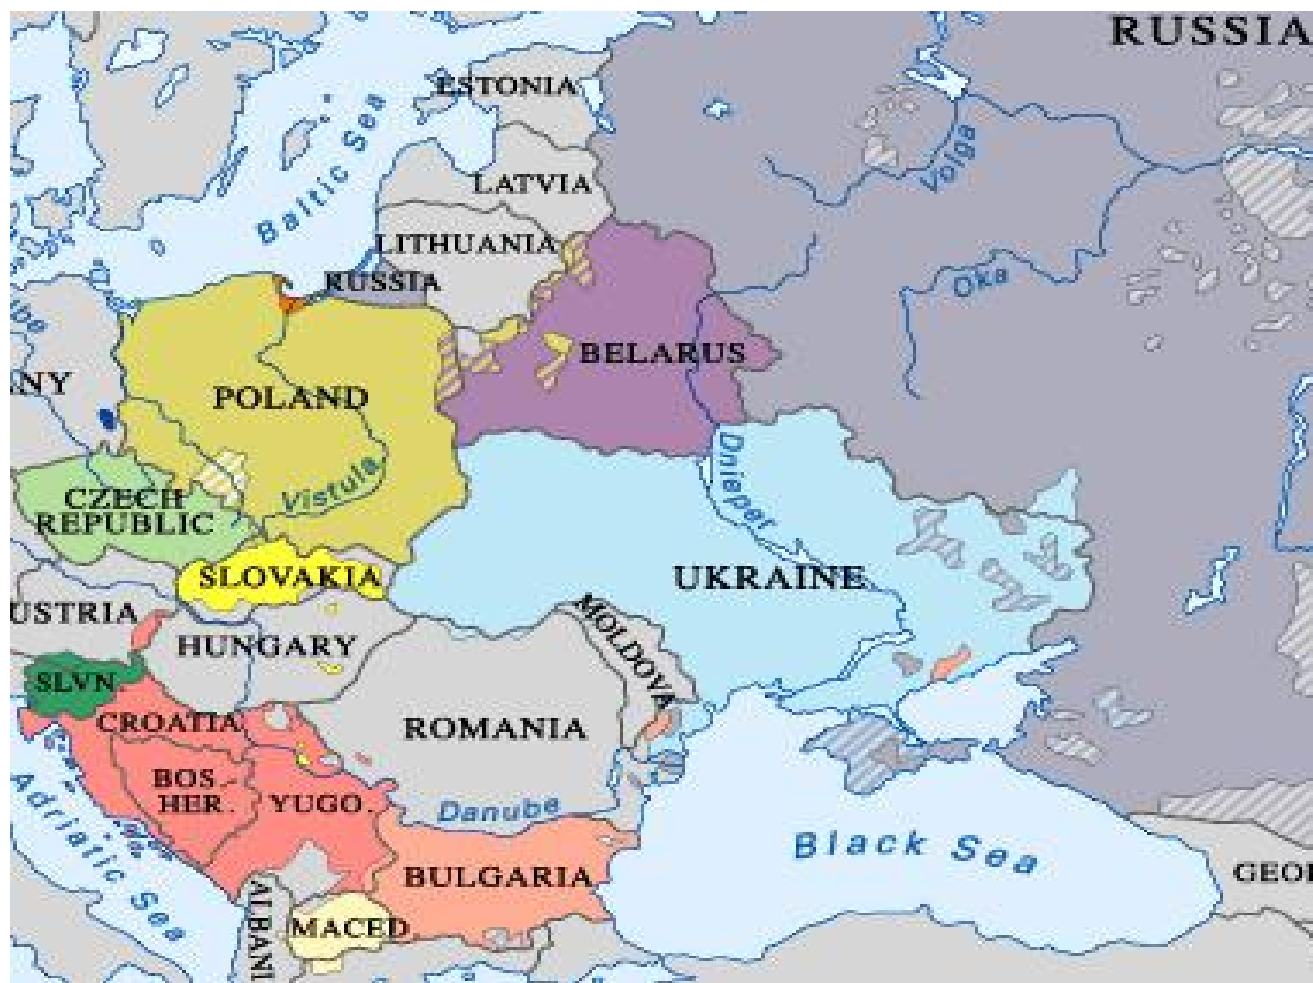 RUSSIA
ESTONIA
Baltic Sea
Volga
LATVIA
LITHUANIA
RUSSIA
Oka
BELARUS
NY
POLAND
Dnieper
Vistula
CZECH
REPUBLIC
SLOVAKIA
UKRAINE
USTRIA
MOLDOVA
HUNGARY
SLVN.
CROATIA
ROMANIA
BOS.-
HER.
YUGO.
Danube
Adriatic Sea
Black Sea
BULGARIA
GEO
ALBANI
MACED